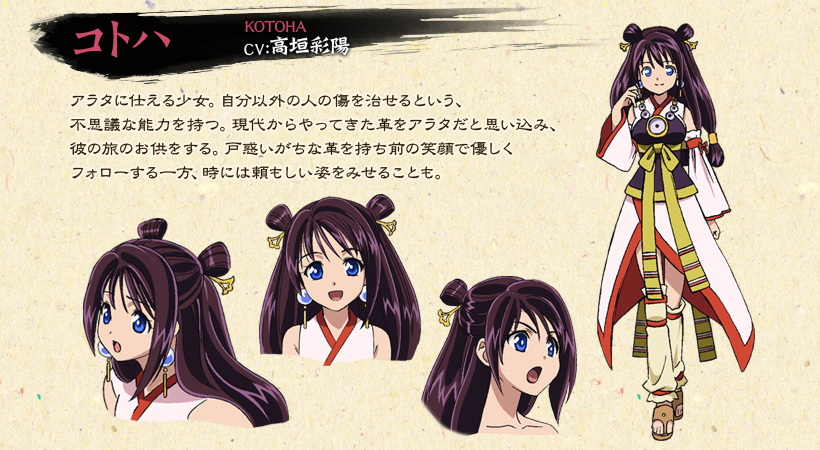 コトハ
KOTOHA
CV:高垣彩陽
アラタに仕える少女。自分以外の人の傷を治せるという、
不思議な能力を持つ。現代からやってきた革をアラタだと思い込み、
彼の旅のお供をする。戸惑いがちな革を持ち前の笑顔で優しく
フォローする一方、時には頼もしい姿をみせることも。